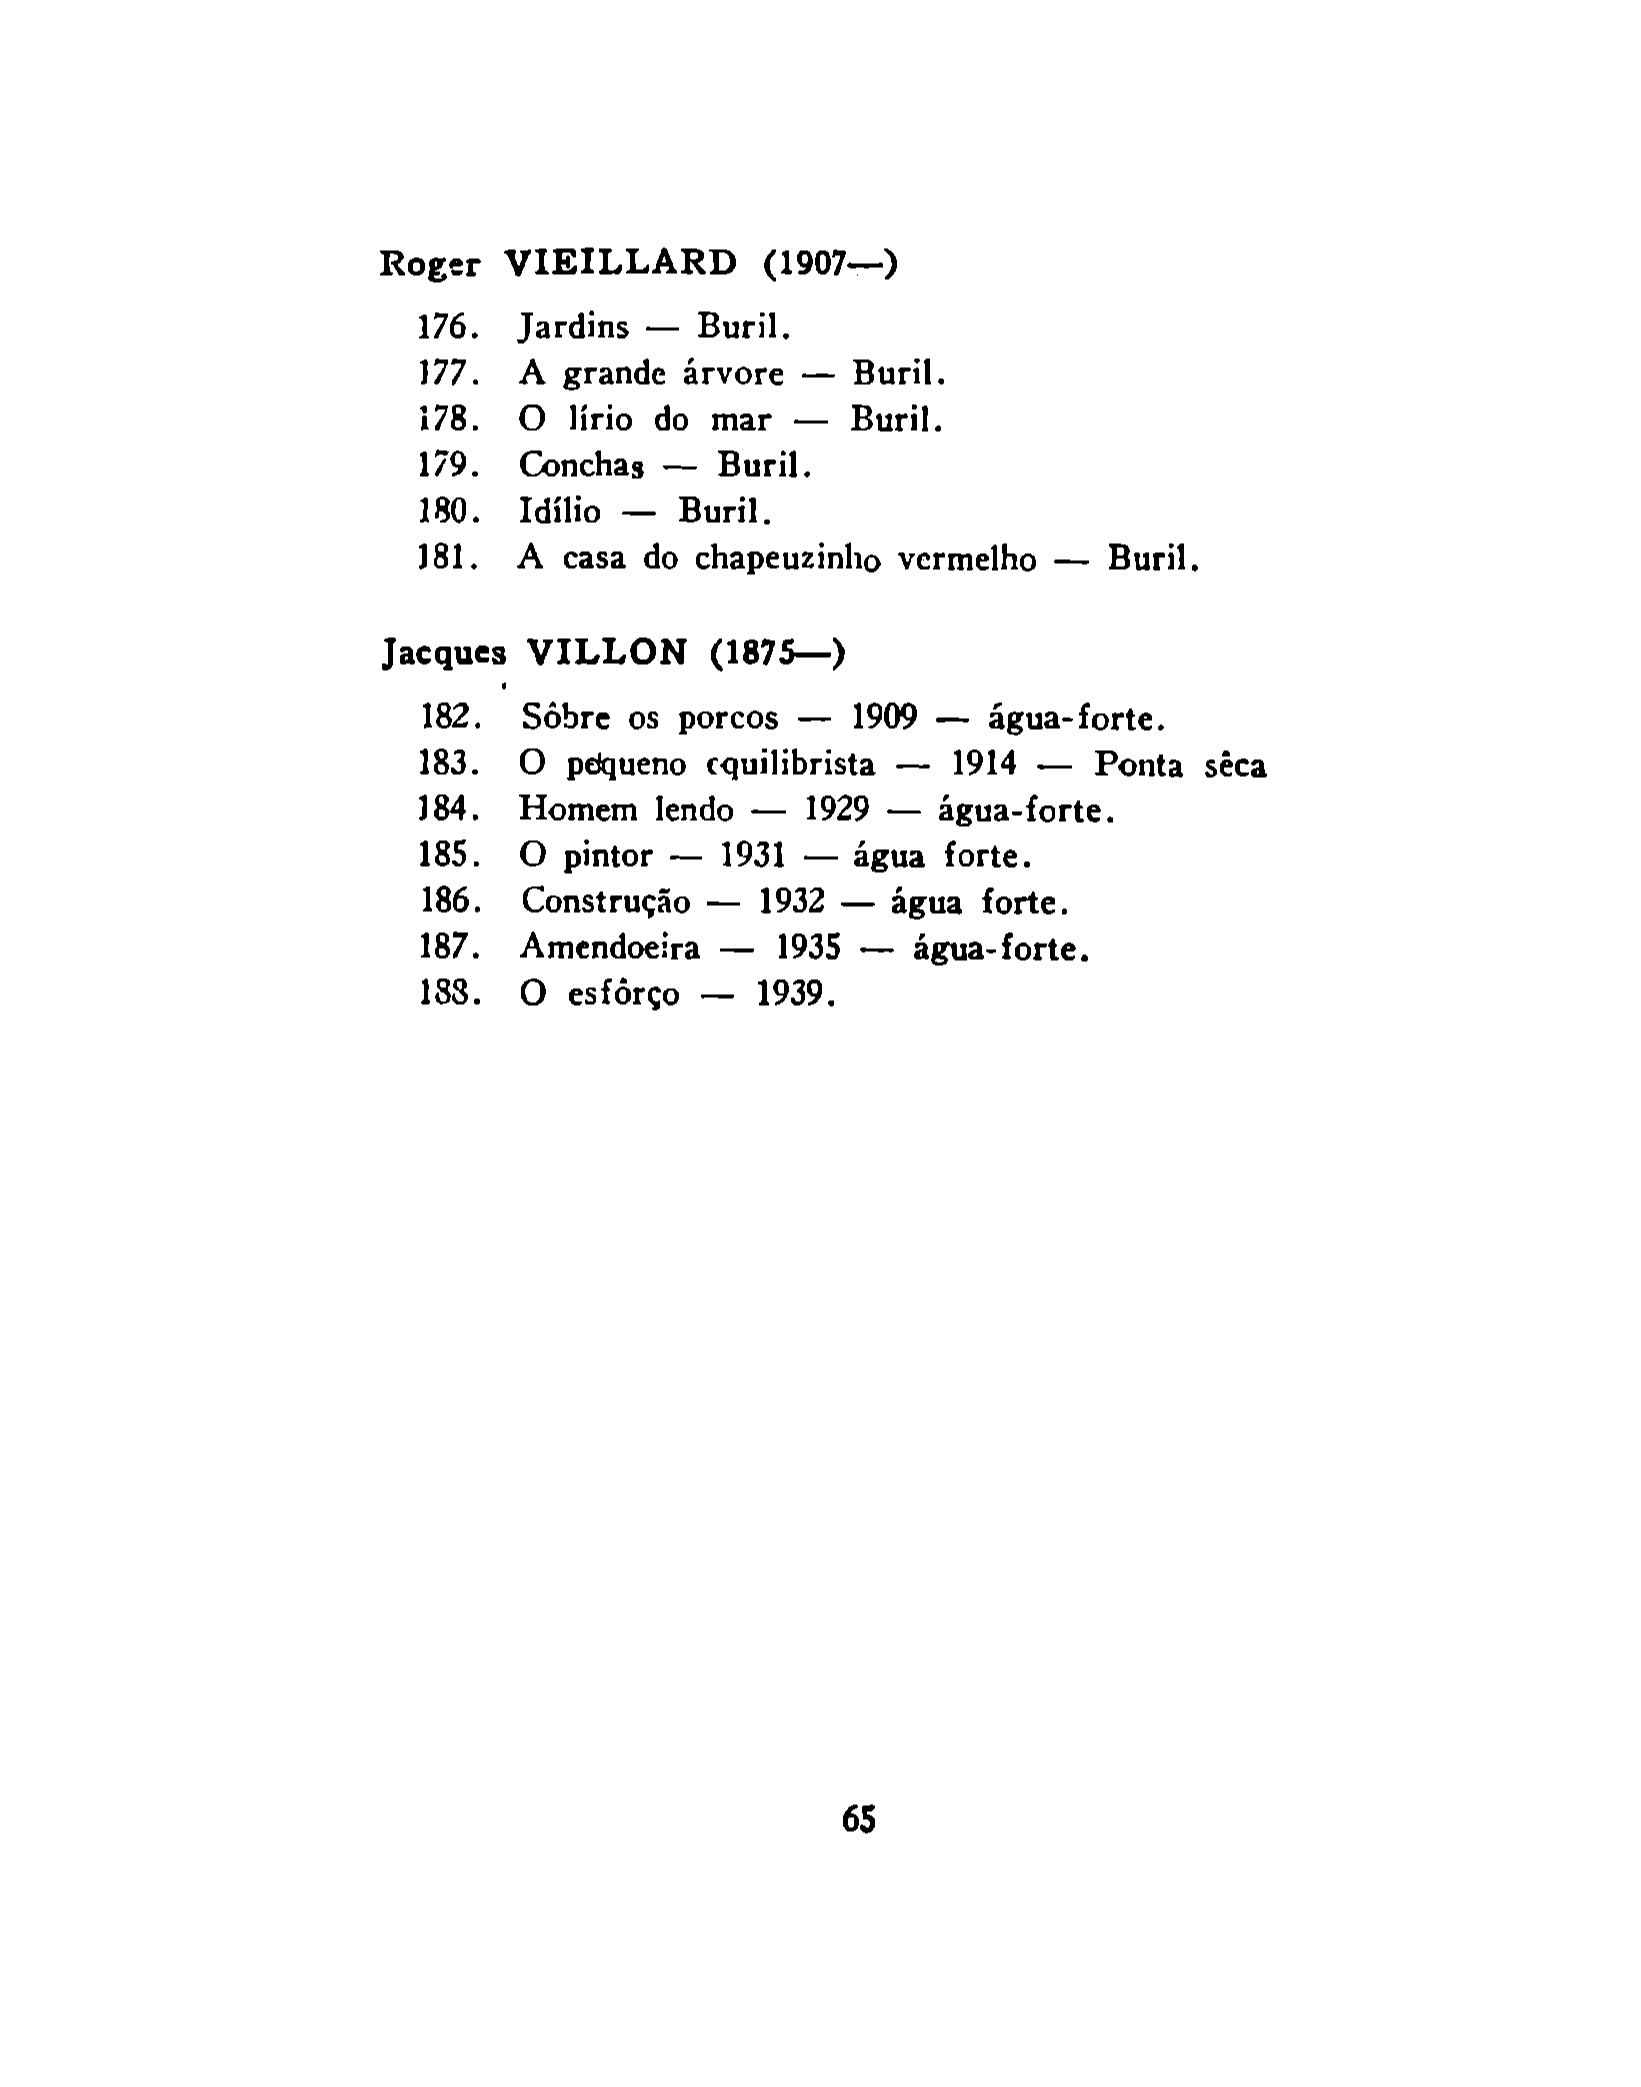 Roger VIEILLARD (1907—)
176. Jardins — Buril.
177. A grande árvore — Buril.
178. O lírio do mar — Buril.
179. Conchas — Buril.
180. Idílio — Buril.
181. A casa do chapeuzinho vermelho — Buril.
Jacques VILLON (1875—)
182. Sôbre os porcos — 1909 — água-forte.
183. O pequeno equilibrista — 1914 — Ponta sêca
184. Homem lendo — 1929 — água-forte.
185. O pintor — 1931 — água forte.
186. Construção — 1932 — água forte.
187. Amendoeira — 1935 — água-forte.
188. O esfôrço — 1939.
65